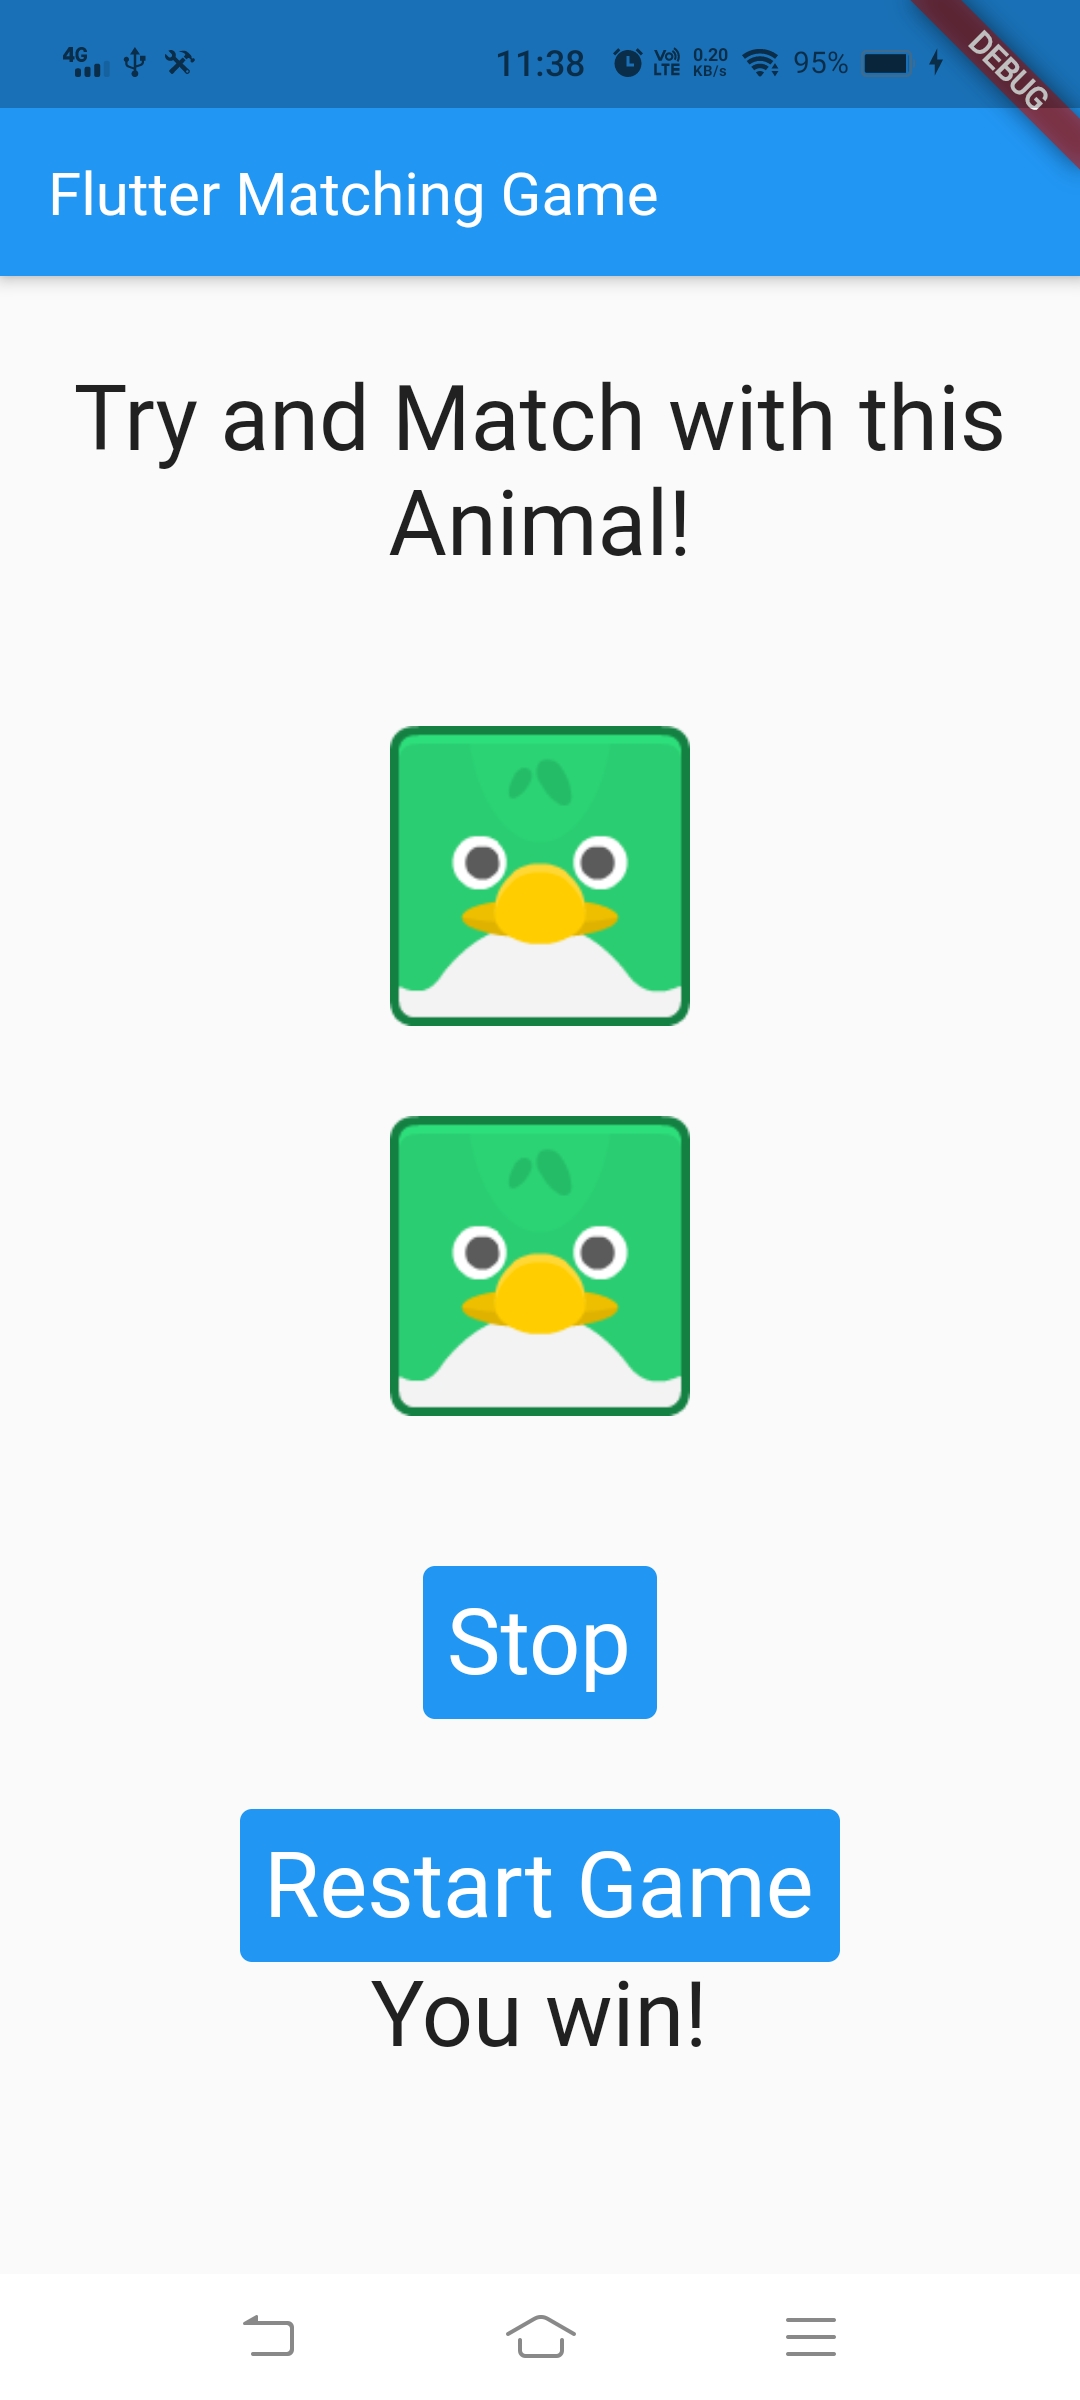 4G 11:38 Vo) LTE 0.20 KB/s 95%
DEBUG
Flutter Matching Game
Try and Match with this
Animal!
Stop
Restart Game
You win!